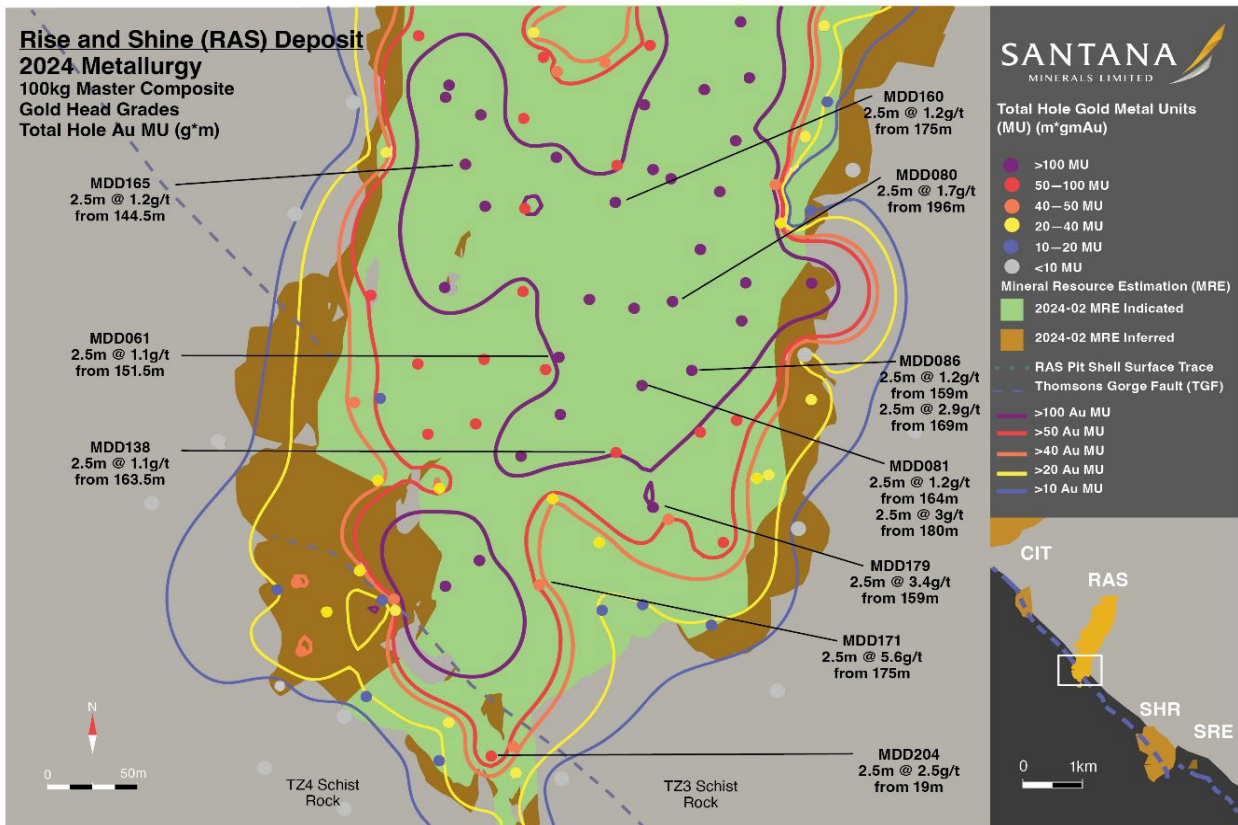 Rise and Shine (RAS) Deposit
2024 Metallurgy
100kg Master Composite
Gold Head Grades
Total Hole Au MU (g*m)
MDD165
2.5m @ 1.2g/t
from 144.5m
MDD061
2.5m @ 1.1g/t
from 151.5m
MDD138
2.5m @ 1.1g/t
from 163.5m
MDD160
2.5m @ 1.2g/t
from 175m
MDD080
2.5m @ 1.7g/t
from 196m
MDD086
2.5m @ 1.2g/t
from 159m
2.5m @ 2.9g/t
from 169m
MDD081
2.5m @ 1.2g/t
from 164m
2.5m @ 3g/t
from 180m
MDD179
2.5m @ 3.4g/t
from 159m
MDD171
2.5m @ 5.6g/t
from 175m
MDD204
2.5m @ 2.5g/t
from 19m
N
0 50m
TZ4 Schist
Rock
TZ3 Schist
Rock
SANTANA
MINERALS LIMITED
Total Hole Gold Metal Units
(MU) (m*gmAu)
>100 MU
50—100 MU
40—50 MU
20—40 MU
10—20 MU
<10 MU
Mineral Resource Estimation (MRE)
2024-02 MRE Indicated
2024-02 MRE Inferred
RAS Pit Shell Surface Trace
Thomsons Gorge Fault (TGF)
>100 Au MU
>50 Au MU
>40 Au MU
>20 Au MU
>10 Au MU
CIT
RAS
SHR
SRE
0 1km